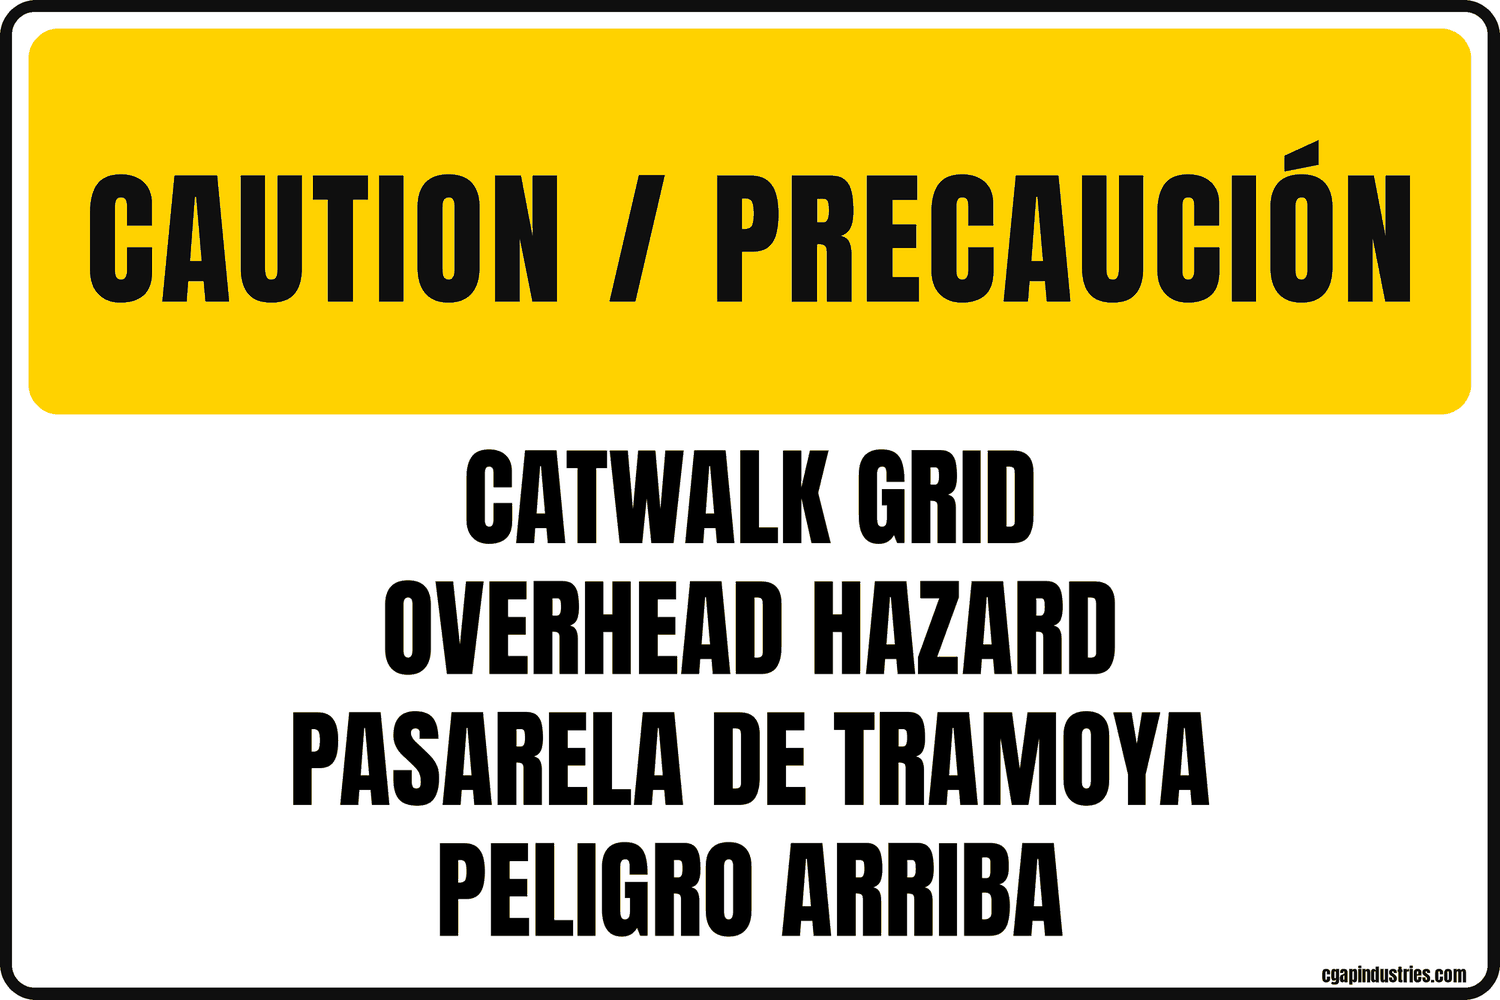 CAUTION / PRECAUCIÓN
CATWALK GRID
OVERHEAD HAZARD
PASARELA DE TRAMOYA
PELIGRO ARRIBA
cgapindustries.com